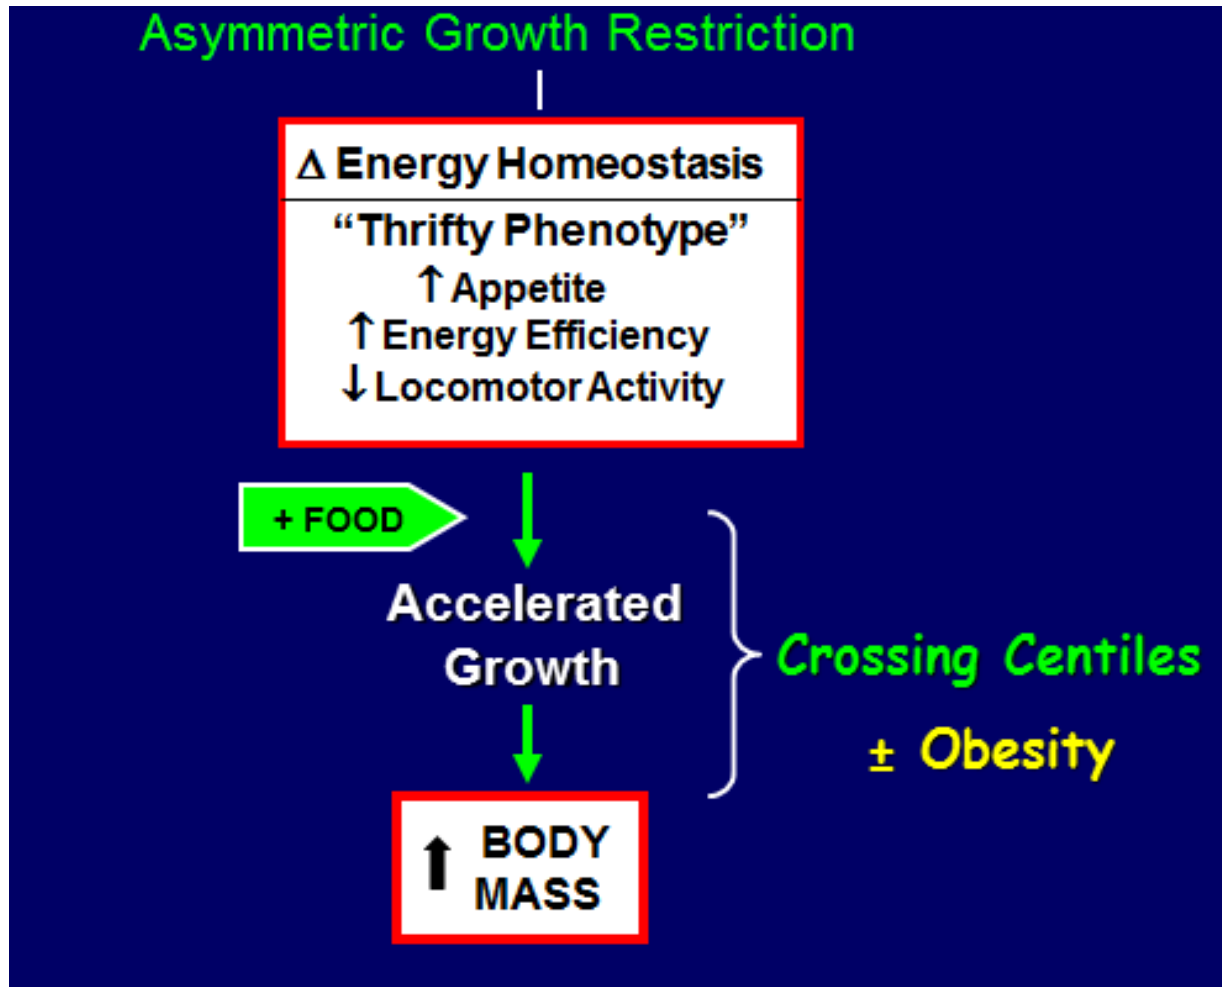 Asymmetric Growth Restriction
Δ Energy Homeostasis
“Thrifty Phenotype”
↑ Appetite
↑ Energy Efficiency
↓ Locomotor Activity
+ FOOD
Accelerated
Growth
Crossing Centiles
± Obesity
↑ BODY
MASS